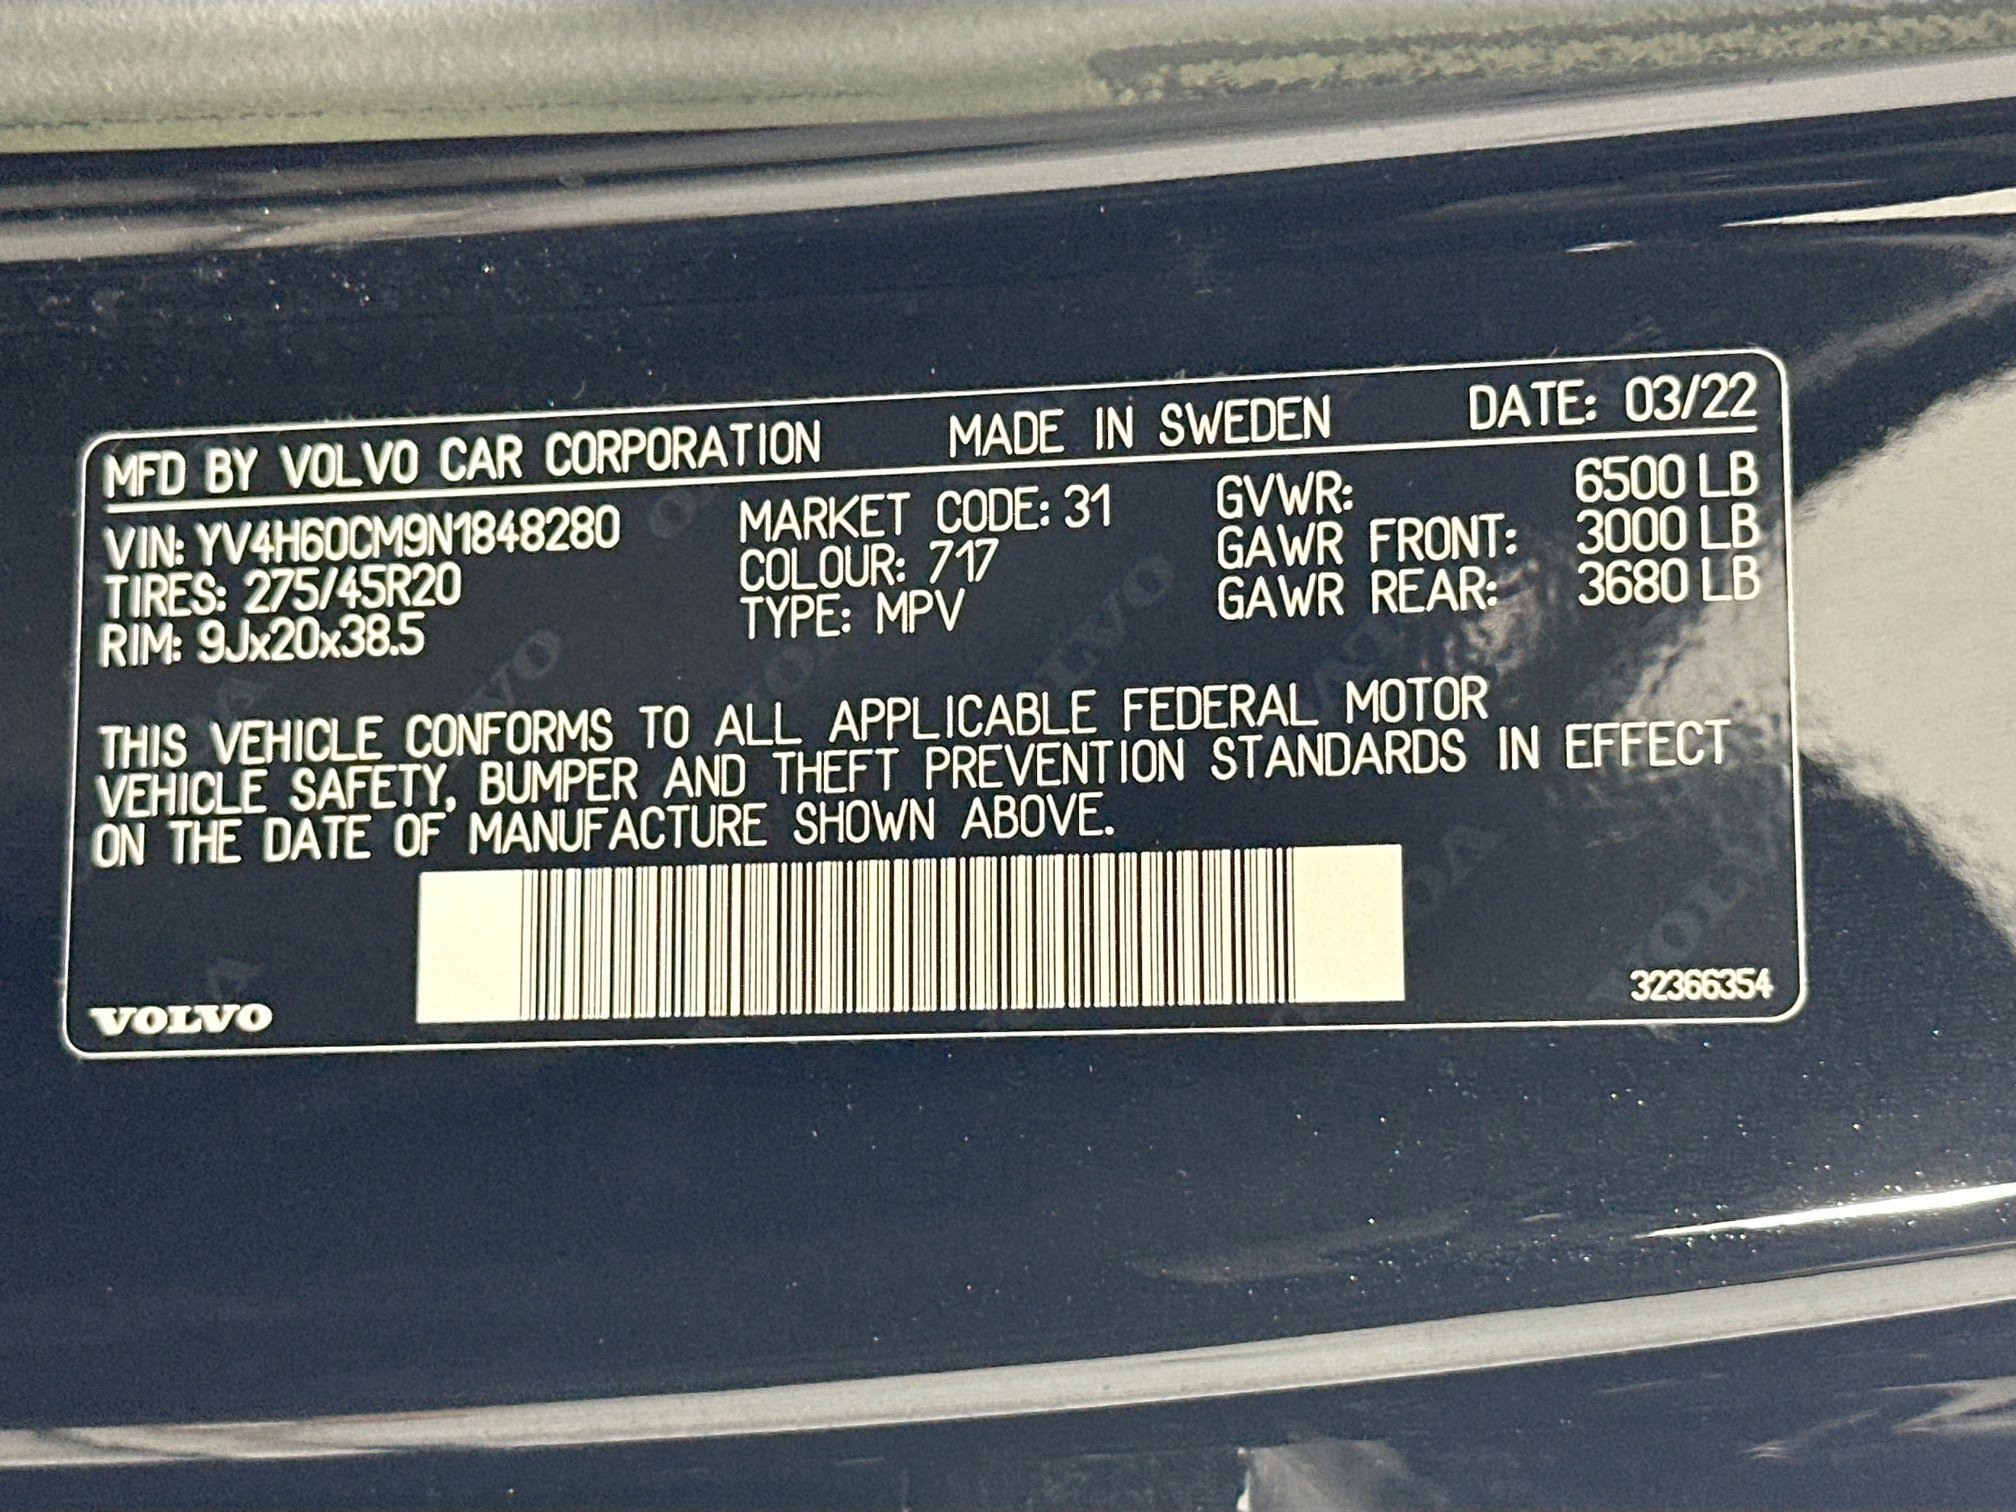 MFD BY VOLVO CAR CORPORATION MADE IN SWEDEN DATE: 03/22
VIN: YV4H60CM9N1848280 MARKET CODE: 31 GVWR: 6500 LB
TIRES: 275/45R20 COLOUR: 717 GAWR FRONT: 3000 LB
RIM: 9Jx20x38.5 TYPE: MPV GAWR REAR: 3680 LB
THIS VEHICLE CONFORMS TO ALL APPLICABLE FEDERAL MOTOR
VEHICLE SAFETY, BUMPER AND THEFT PREVENTION STANDARDS IN EFFECT
ON THE DATE OF MANUFACTURE SHOWN ABOVE.
VOLVO 32366354